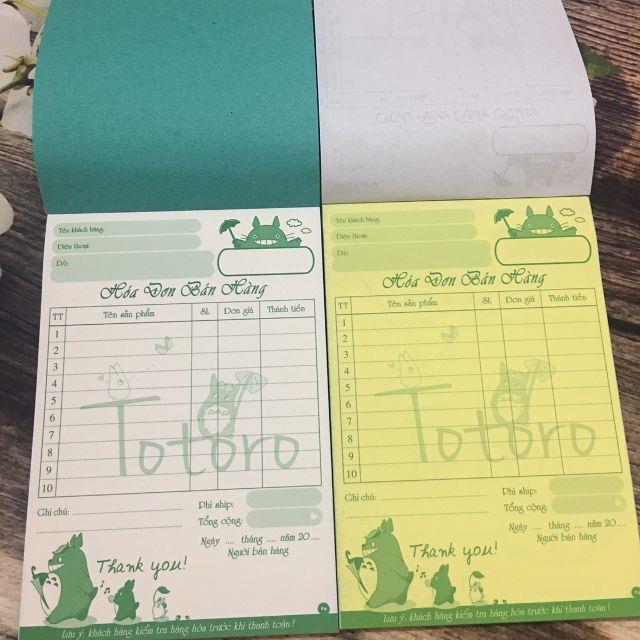 Tên khách hàng:
Điện thoại:
Đ/c:
Hóa Đơn Bán Hàng
TT Tên sản phẩm SL Đơn giá Thành tiền
1
2
3
4
5
6
7
8
9
10
Totoro
Ghi chú:
Phí ship:
Tổng cộng:
Ngày .... tháng .... năm 20....
Người bán hàng
Thank you!
Lưu ý: khách hàng kiểm tra hàng hóa trước khi thanh toán!
Tên khách hàng:
Điện thoại:
Đ/c:
Hóa Đơn Bán Hàng
TT Tên sản phẩm SL Đơn giá Thành tiền
1
2
3
4
5
6
7
8
9
10
Totoro
Ghi chú:
Phí ship:
Tổng cộng:
Ngày .... tháng .... năm 20....
Người bán hàng
Thank you!
Lưu ý: khách hàng kiểm tra hàng hóa trước khi thanh toán!